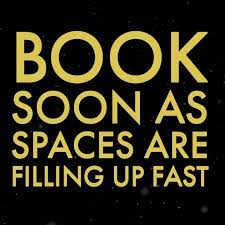 BOOK
SOON AS
SPACES ARE
FILLING UP FAST